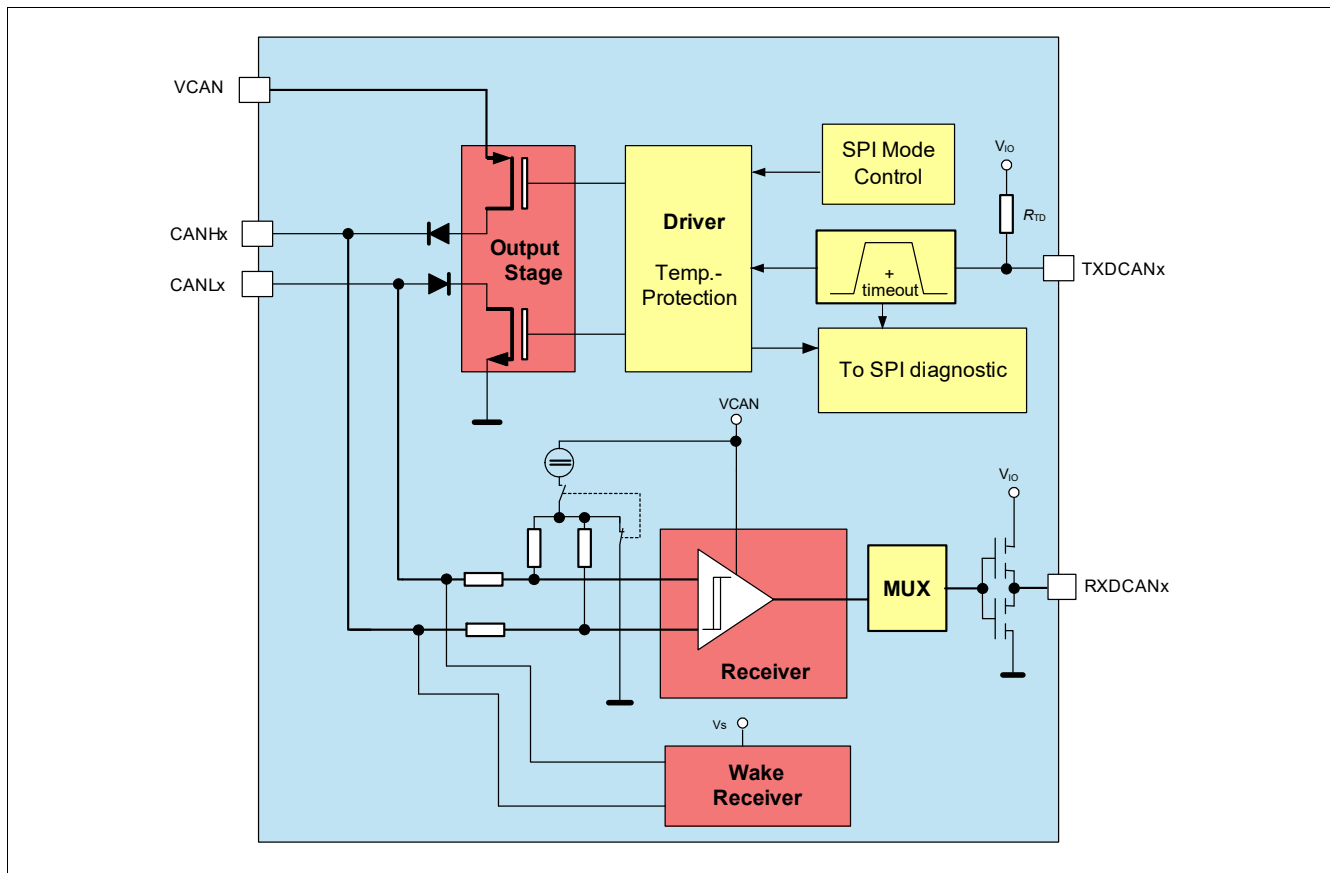 VCAN
CANHx
CANLx
Output
Stage
Driver
Temp.-
Protection
SPI Mode
Control
VIO
RTD
+
timeout
TXDCANx
To SPI diagnostic
VCAN
VIO
MUX
RXDCANx
Receiver
Vs
Wake
Receiver